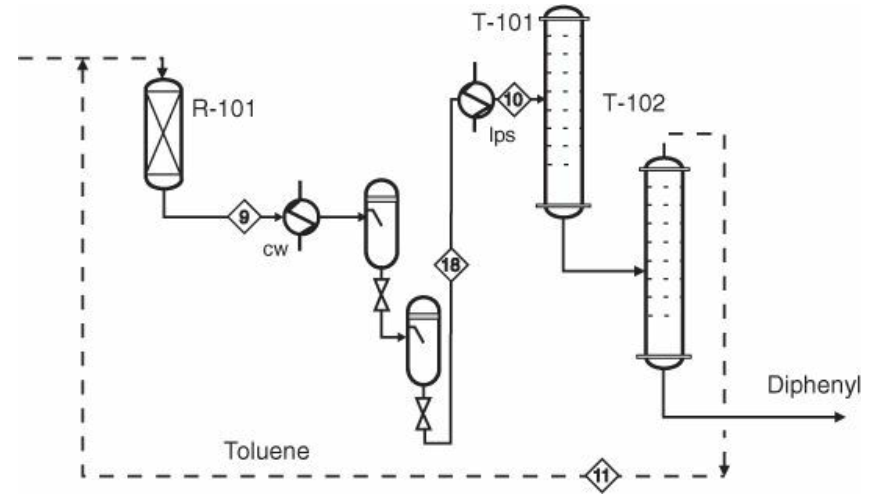 T-101
R-101
10
T-102
lps
9
cw
18
Diphenyl
Toluene
11